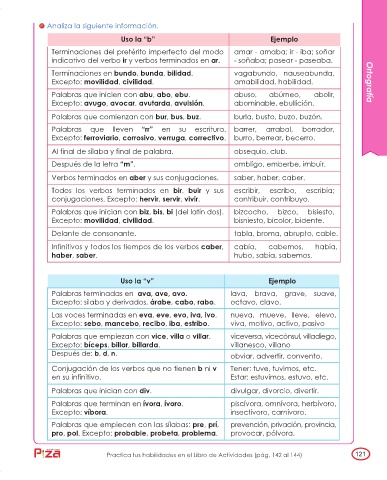 Analiza la siguiente información.
Uso la "b" Ejemplo
Terminaciones del pretérito imperfecto del modo indicativo del verbo ir y verbos terminados en ar.
amar - amaba; ir - iba; soñar - soñaba; pasear - paseaba.
Terminaciones en bundo, bunda, bilidad. Excepto: movilidad, civilidad.
vagabundo, nauseabunda, amabilidad, habilidad.
Palabras que inicien con abu, abo, ebu. Excepto: avugo, avocar, avutarda, avulsión.
abuso, abúrneo, abolir, abominable, ebullición.
Palabras que comienzan con bur, bus, buz.
burla, busto, buzo, buzón.
Palabras que lleven "rr" en su escritura. Excepto: ferroviario, corrosivo, verruga, correctivo.
barrer, arrabal, borrador, burro, berrear, becerro.
Al final de sílaba y final de palabra.
obsequio, club.
Después de la letra "m".
ombligo, emberbe, imbuir.
Verbos terminados en aber y sus conjugaciones.
saber, haber, caber.
Todos los verbos terminados en bir, buir y sus conjugaciones. Excepto: hervir, servir, vivir.
escribir, escribo, escribía; contribuir, contribuyo.
Palabras que inician con biz, bis, bi (del latín dos). Excepto: movilidad, civilidad.
bizcocho, bizco, bisiesto, bisniesto, bicolor, bidente.
Delante de consonante.
tabla, broma, abrupto, cable.
Infinitivos y todos los tiempos de los verbos caber, haber, saber.
cabía, cabemos, había, hubo, sabía, sabemos.
Uso la "v" Ejemplo
Palabras terminadas en ava, ave, avo. Excepto: sílaba y derivados, árabe, cabo, rabo.
lava, brava, grave, suave, octavo, clavo.
Las voces terminadas en eva, eve, evo, iva, ivo. Excepto: sebo, mancebo, recibo, iba, estribo.
nueva, mueve, lleve, elevo, viva, motivo, activo, pasivo
Palabras que empiezan con vice, villa o villar. Excepto: bíceps, billar, billarda.
viceversa, vicecónsul, villadiego, villanesco, villano
Después de: b, d, n.
obviar, advertir, convento.
Conjugación de los verbos que no tienen b ni v en su infinitivo.
Tener: tuve, tuvimos, etc. Estar: estuvimos, estuvo, etc.
Palabras que inician con div.
divulgar, divorcio, divertir.
Palabras que terminan en ívora, ívoro. Excepto: víbora.
piscívora, omnívora, herbívoro, insectívoro, carnívoro.
Palabras que empiecen con las sílabas: pre, pri, pro, pol. Excepto: probable, probeta, problema.
prevención, privación, provincia, provocar, pólvora.
Ortografía
Piza
Practica tus habilidades en el Libro de Actividades (pág. 142 al 144)
121